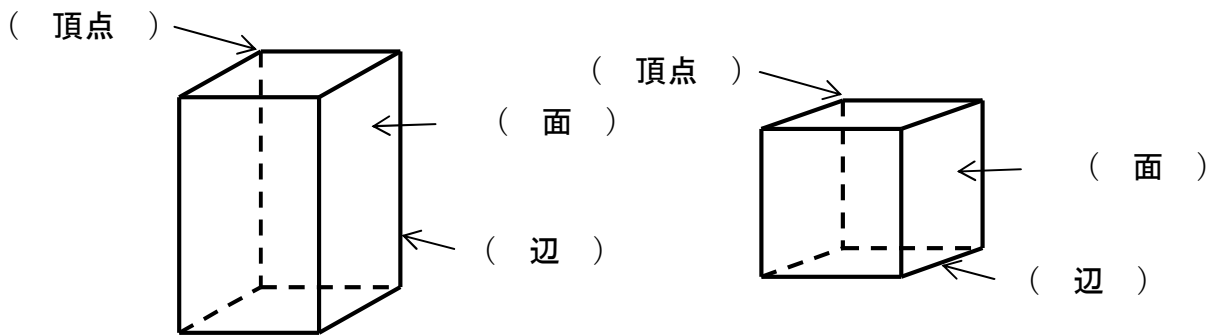 （　頂点　）
（　面　）
（　辺　）
（　頂点　）
（　面　）
（　辺　）